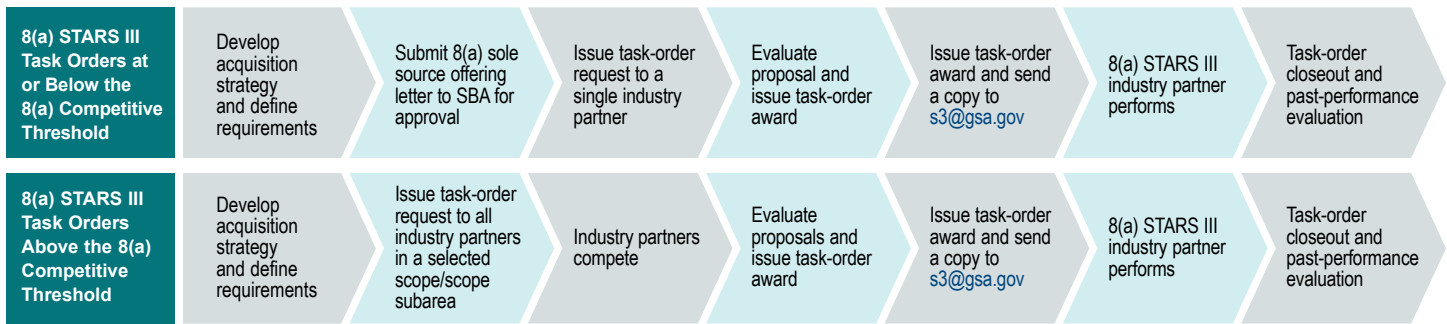 8(a) STARS III
Task Orders at
or Below the
8(a) Competitive
Threshold
Develop
acquisition
strategy
and define
requirements
Submit 8(a) sole
source offering
letter to SBA for
approval
Issue task-order
request to a
single industry
partner
Evaluate
proposal and
issue task-order
award
Issue task-order
award and send
a copy to
s3@gsa.gov
8(a) STARS III
industry partner
performs
Task-order
closeout and
past-performance
evaluation
8(a) STARS III
Task Orders
Above the 8(a)
Competitive
Threshold
Develop
acquisition
strategy
and define
requirements
Issue task-order
request to all
industry partners
in a selected
scope/scope
subarea
Industry partners
compete
Evaluate
proposals and
issue task-order
award
Issue task-order
award and send
a copy to
s3@gsa.gov
8(a) STARS III
industry partner
performs
Task-order
closeout and
past-performance
evaluation